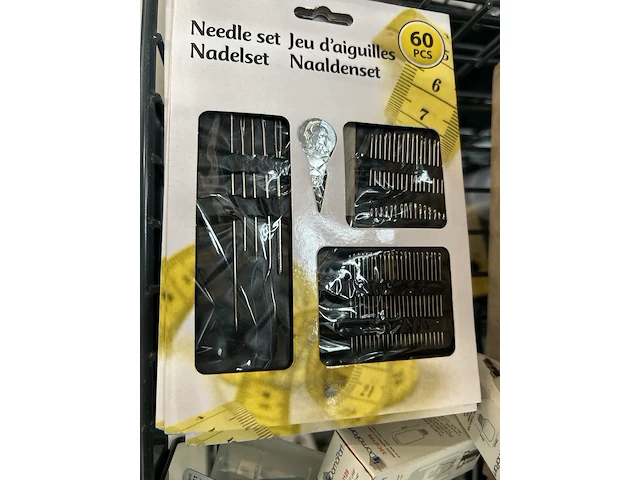 Needle set Jeu d'aiguilles
Nadelset Naaldenset
60
PCS
6
7